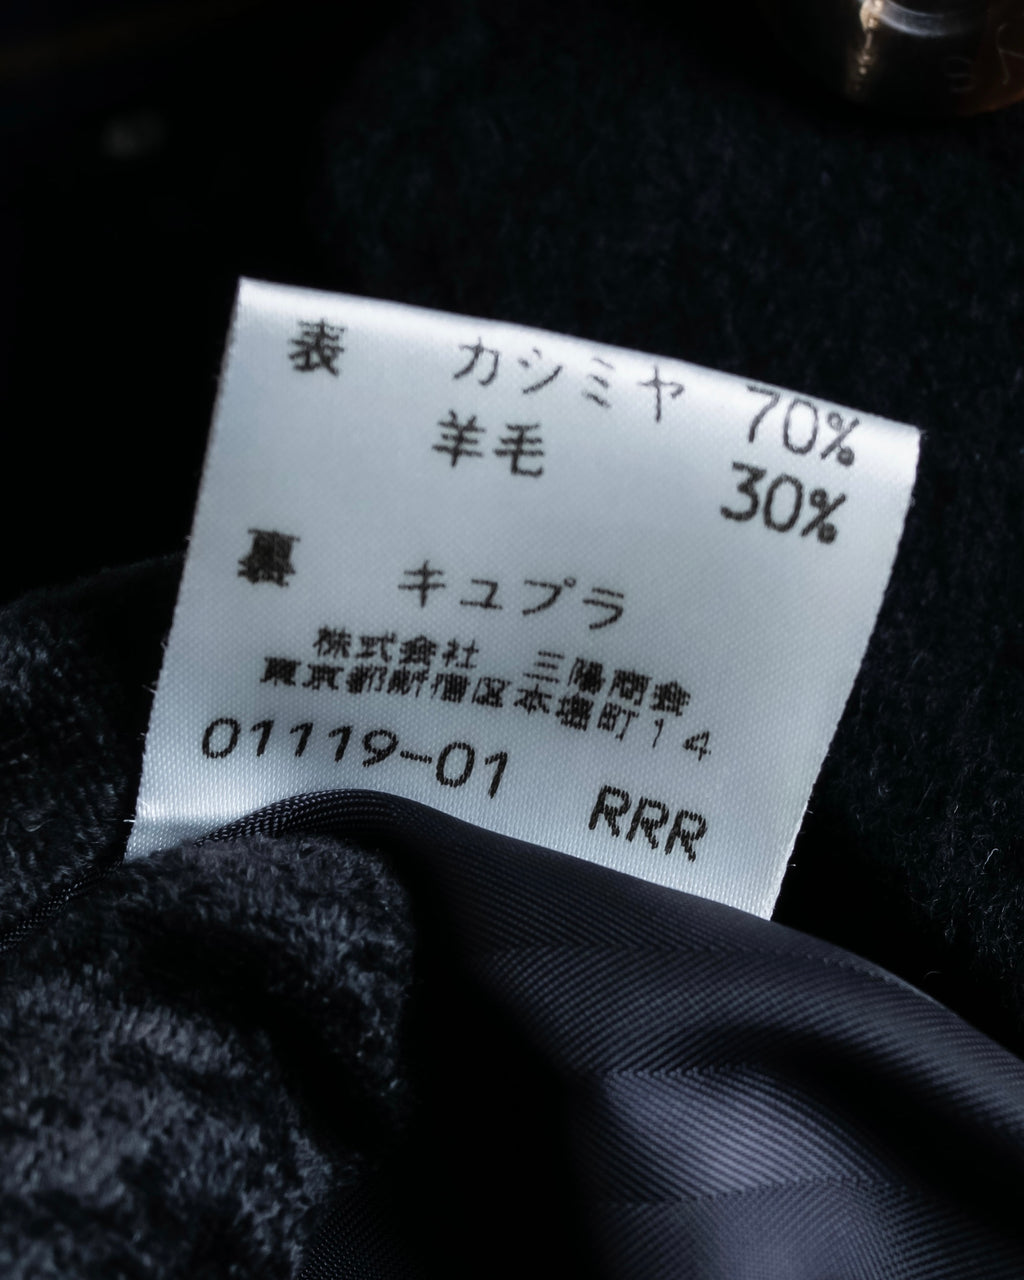 表 カシミヤ 70%
羊毛 30%
裏 キュプラ
株式会社 三陽商会
東京都新宿区本塩町14
01119-01 RRR